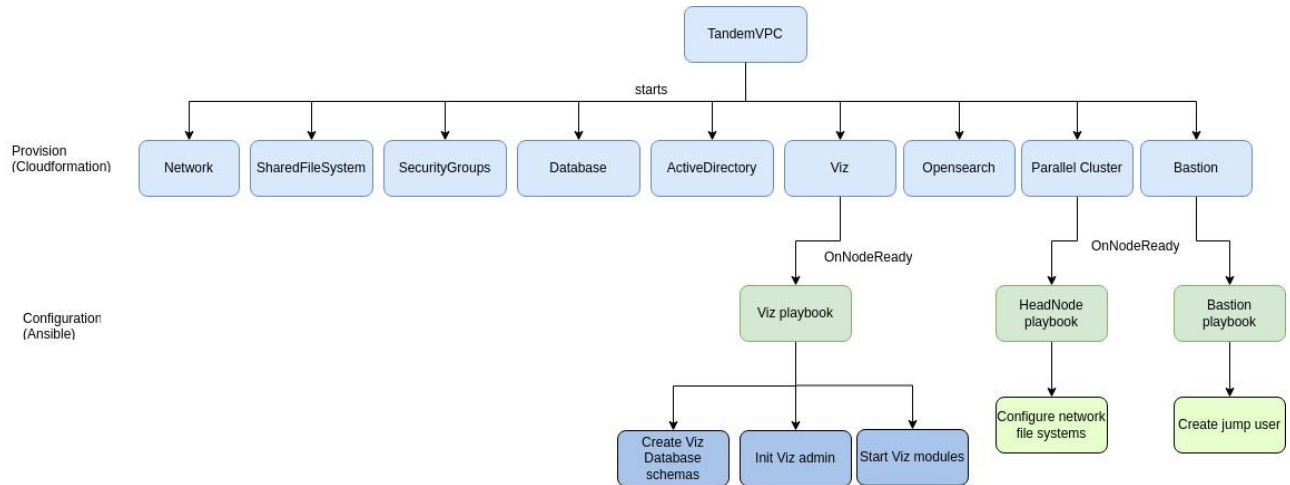 TandemVPC
starts
Provision
(Cloudformation)
Network
SharedFileSystem
SecurityGroups
Database
ActiveDirectory
Viz
Opensearch
Parallel Cluster
Bastion
OnNodeReady
OnNodeReady
Configuration
(Ansible)
Viz playbook
HeadNode
playbook
Bastion
playbook
Configure network
file systems
Create jump user
Create Viz
Database
schemas
Init Viz admin
Start Viz modules